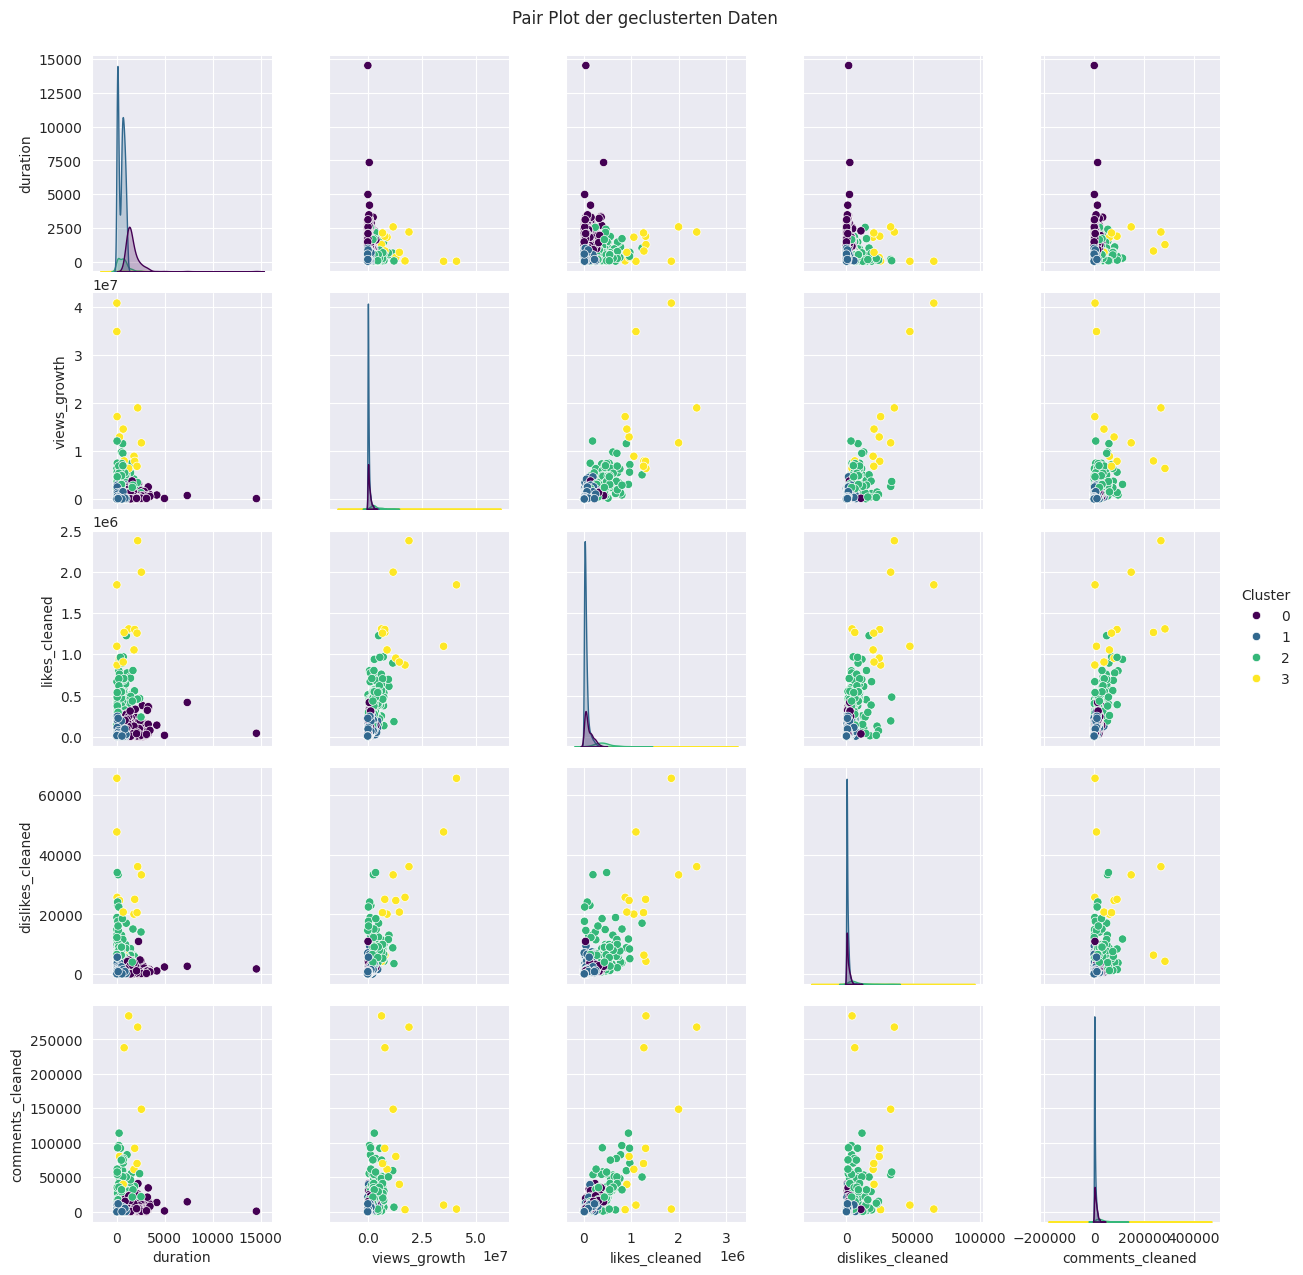 Pair Plot der geclusterten Daten
15000
12500
10000
7500
5000
2500
0
duration
1e7
4
3
2
1
0
views_growth
1e6
2.5
2.0
1.5
1.0
0.5
0.0
likes_cleaned
Cluster
0
1
2
3
60000
40000
20000
0
dislikes_cleaned
250000
200000
150000
100000
50000
0
comments_cleaned
0 5000 10000 15000
duration
0.0 2.5 5.0
1e7
views_growth
0 1 2 3
1e6
likes_cleaned
0 50000 100000
dislikes_cleaned
−200000 0 200000 400000
comments_cleaned